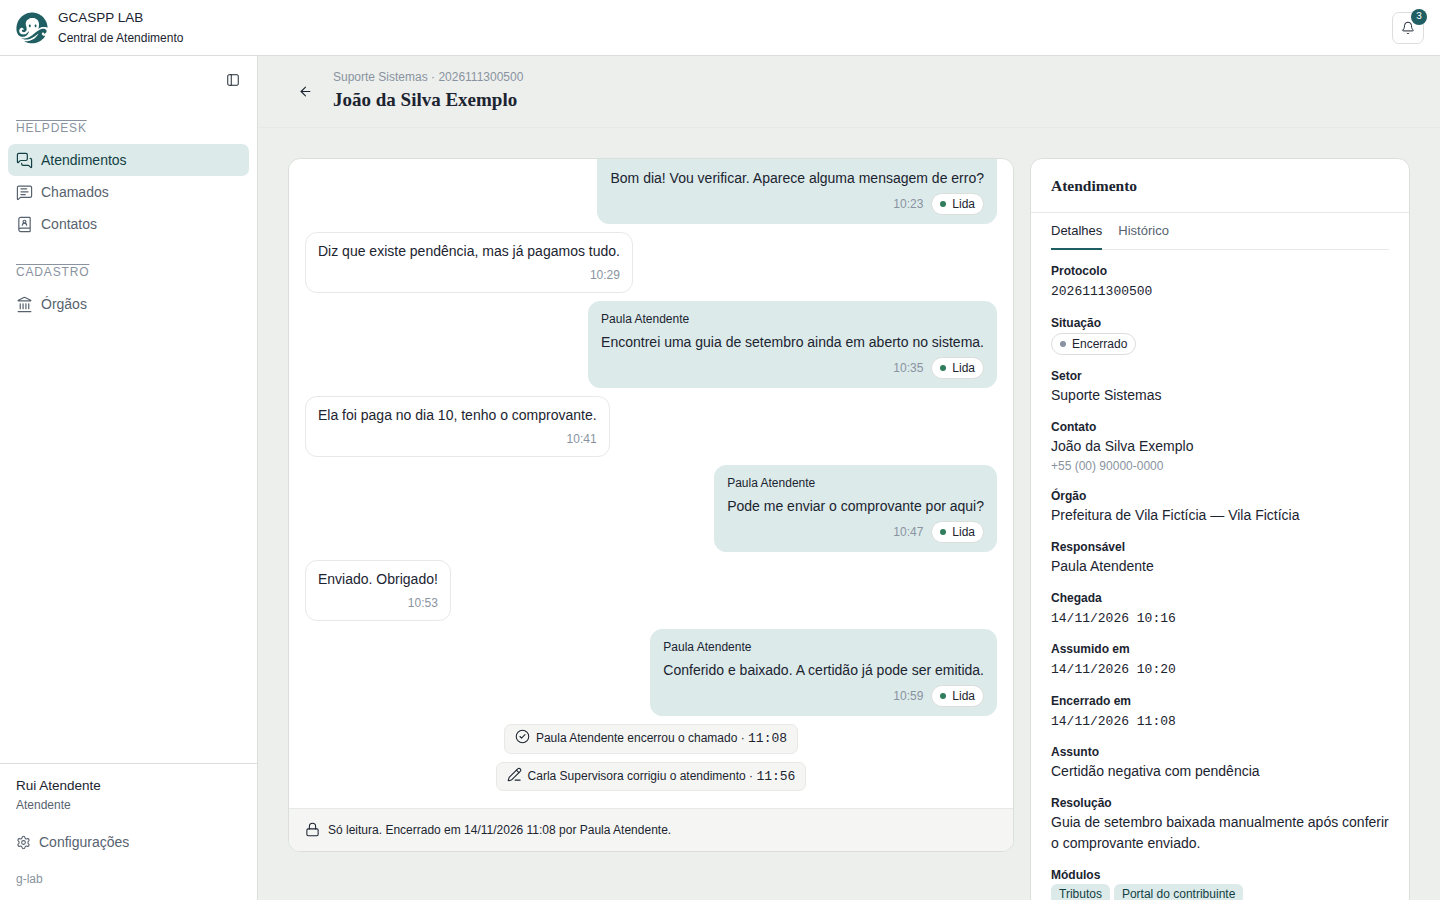 GCASPP LAB
Central de Atendimento
3
HELPDESK
Atendimentos
Chamados
Contatos
CADASTRO
Órgãos
Rui Atendente
Atendente
Configurações
g-lab
Suporte Sistemas · 2026111300500
João da Silva Exemplo
Bom dia! Vou verificar. Aparece alguma mensagem de erro?
10:23 Lida
Diz que existe pendência, mas já pagamos tudo.
10:29
Paula Atendente
Encontrei uma guia de setembro ainda em aberto no sistema.
10:35 Lida
Ela foi paga no dia 10, tenho o comprovante.
10:41
Paula Atendente
Pode me enviar o comprovante por aqui?
10:47 Lida
Enviado. Obrigado!
10:53
Paula Atendente
Conferido e baixado. A certidão já pode ser emitida.
10:59 Lida
Paula Atendente encerrou o chamado · 11:08
Carla Supervisora corrigiu o atendimento · 11:56
Só leitura. Encerrado em 14/11/2026 11:08 por Paula Atendente.
Atendimento
Detalhes Histórico
Protocolo
2026111300500
Situação
Encerrado
Setor
Suporte Sistemas
Contato
João da Silva Exemplo
+55 (00) 90000-0000
Órgão
Prefeitura de Vila Fictícia — Vila Fictícia
Responsável
Paula Atendente
Chegada
14/11/2026 10:16
Assumido em
14/11/2026 10:20
Encerrado em
14/11/2026 11:08
Assunto
Certidão negativa com pendência
Resolução
Guia de setembro baixada manualmente após conferir
o comprovante enviado.
Módulos
Tributos Portal do contribuinte